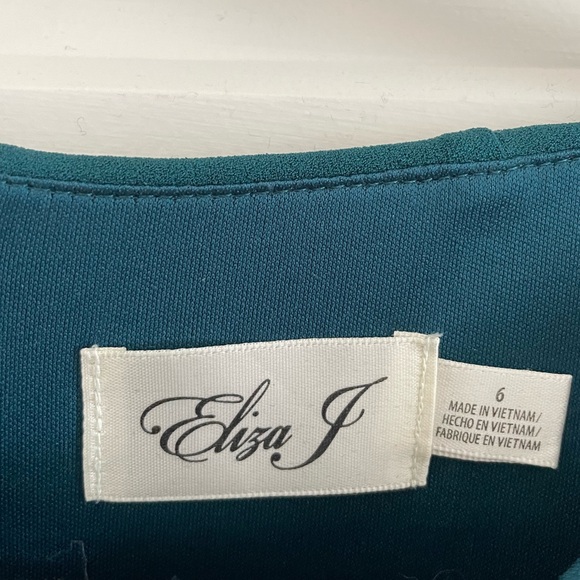 Eliza J
6
MADE IN VIETNAM/
HECHO EN VIETNAM/
FABRIQUE EN VIETNAM